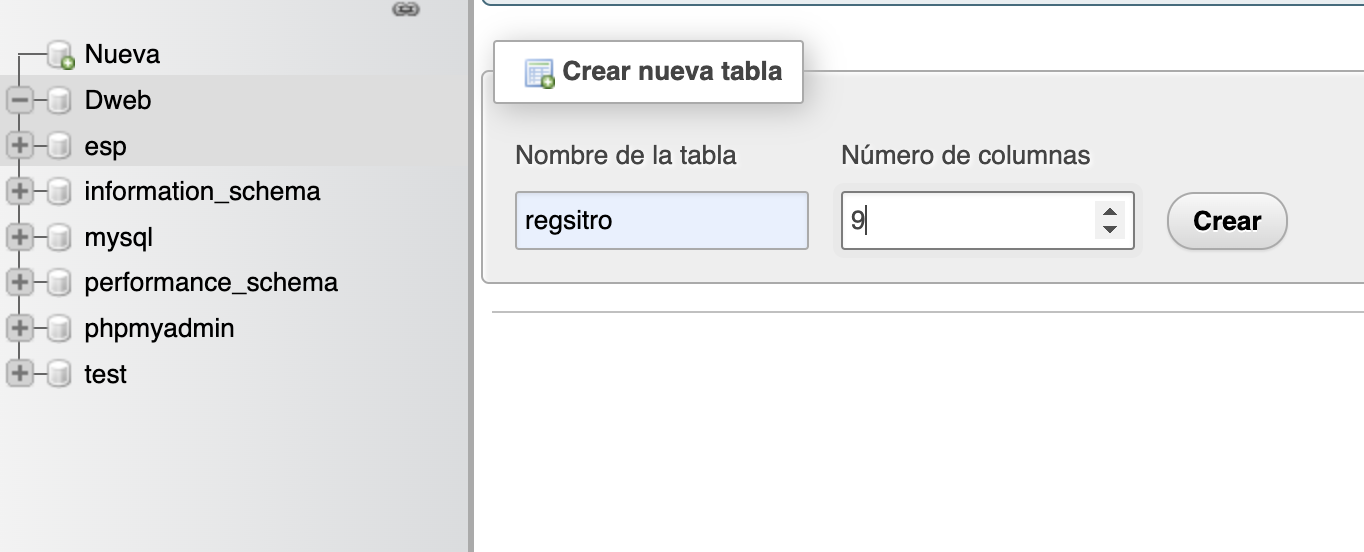 Nueva
Dweb
esp
information_schema
mysql
performance_schema
phpmyadmin
test
Crear nueva tabla
Nombre de la tabla Número de columnas
regsitro 9 Crear